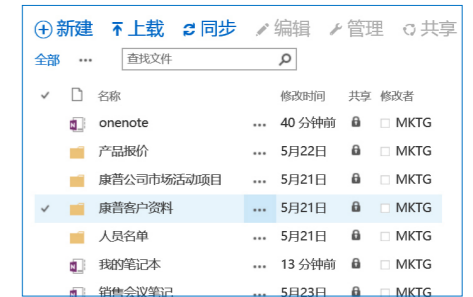 新建 上载 同步 编辑 管理 共享
全部 ... 查找文件
名称 修改时间 共享 修改者
onenote ... 40 分钟前 MKTG
产品报价 ... 5月22日 MKTG
康普公司市场活动项目 ... 5月21日 MKTG
康普客户资料 ... 5月21日 MKTG
人员名单 ... 5月21日 MKTG
我的笔记本 ... 13 分钟前 MKTG
销售会议笔记 ... 5月23日 MKTG